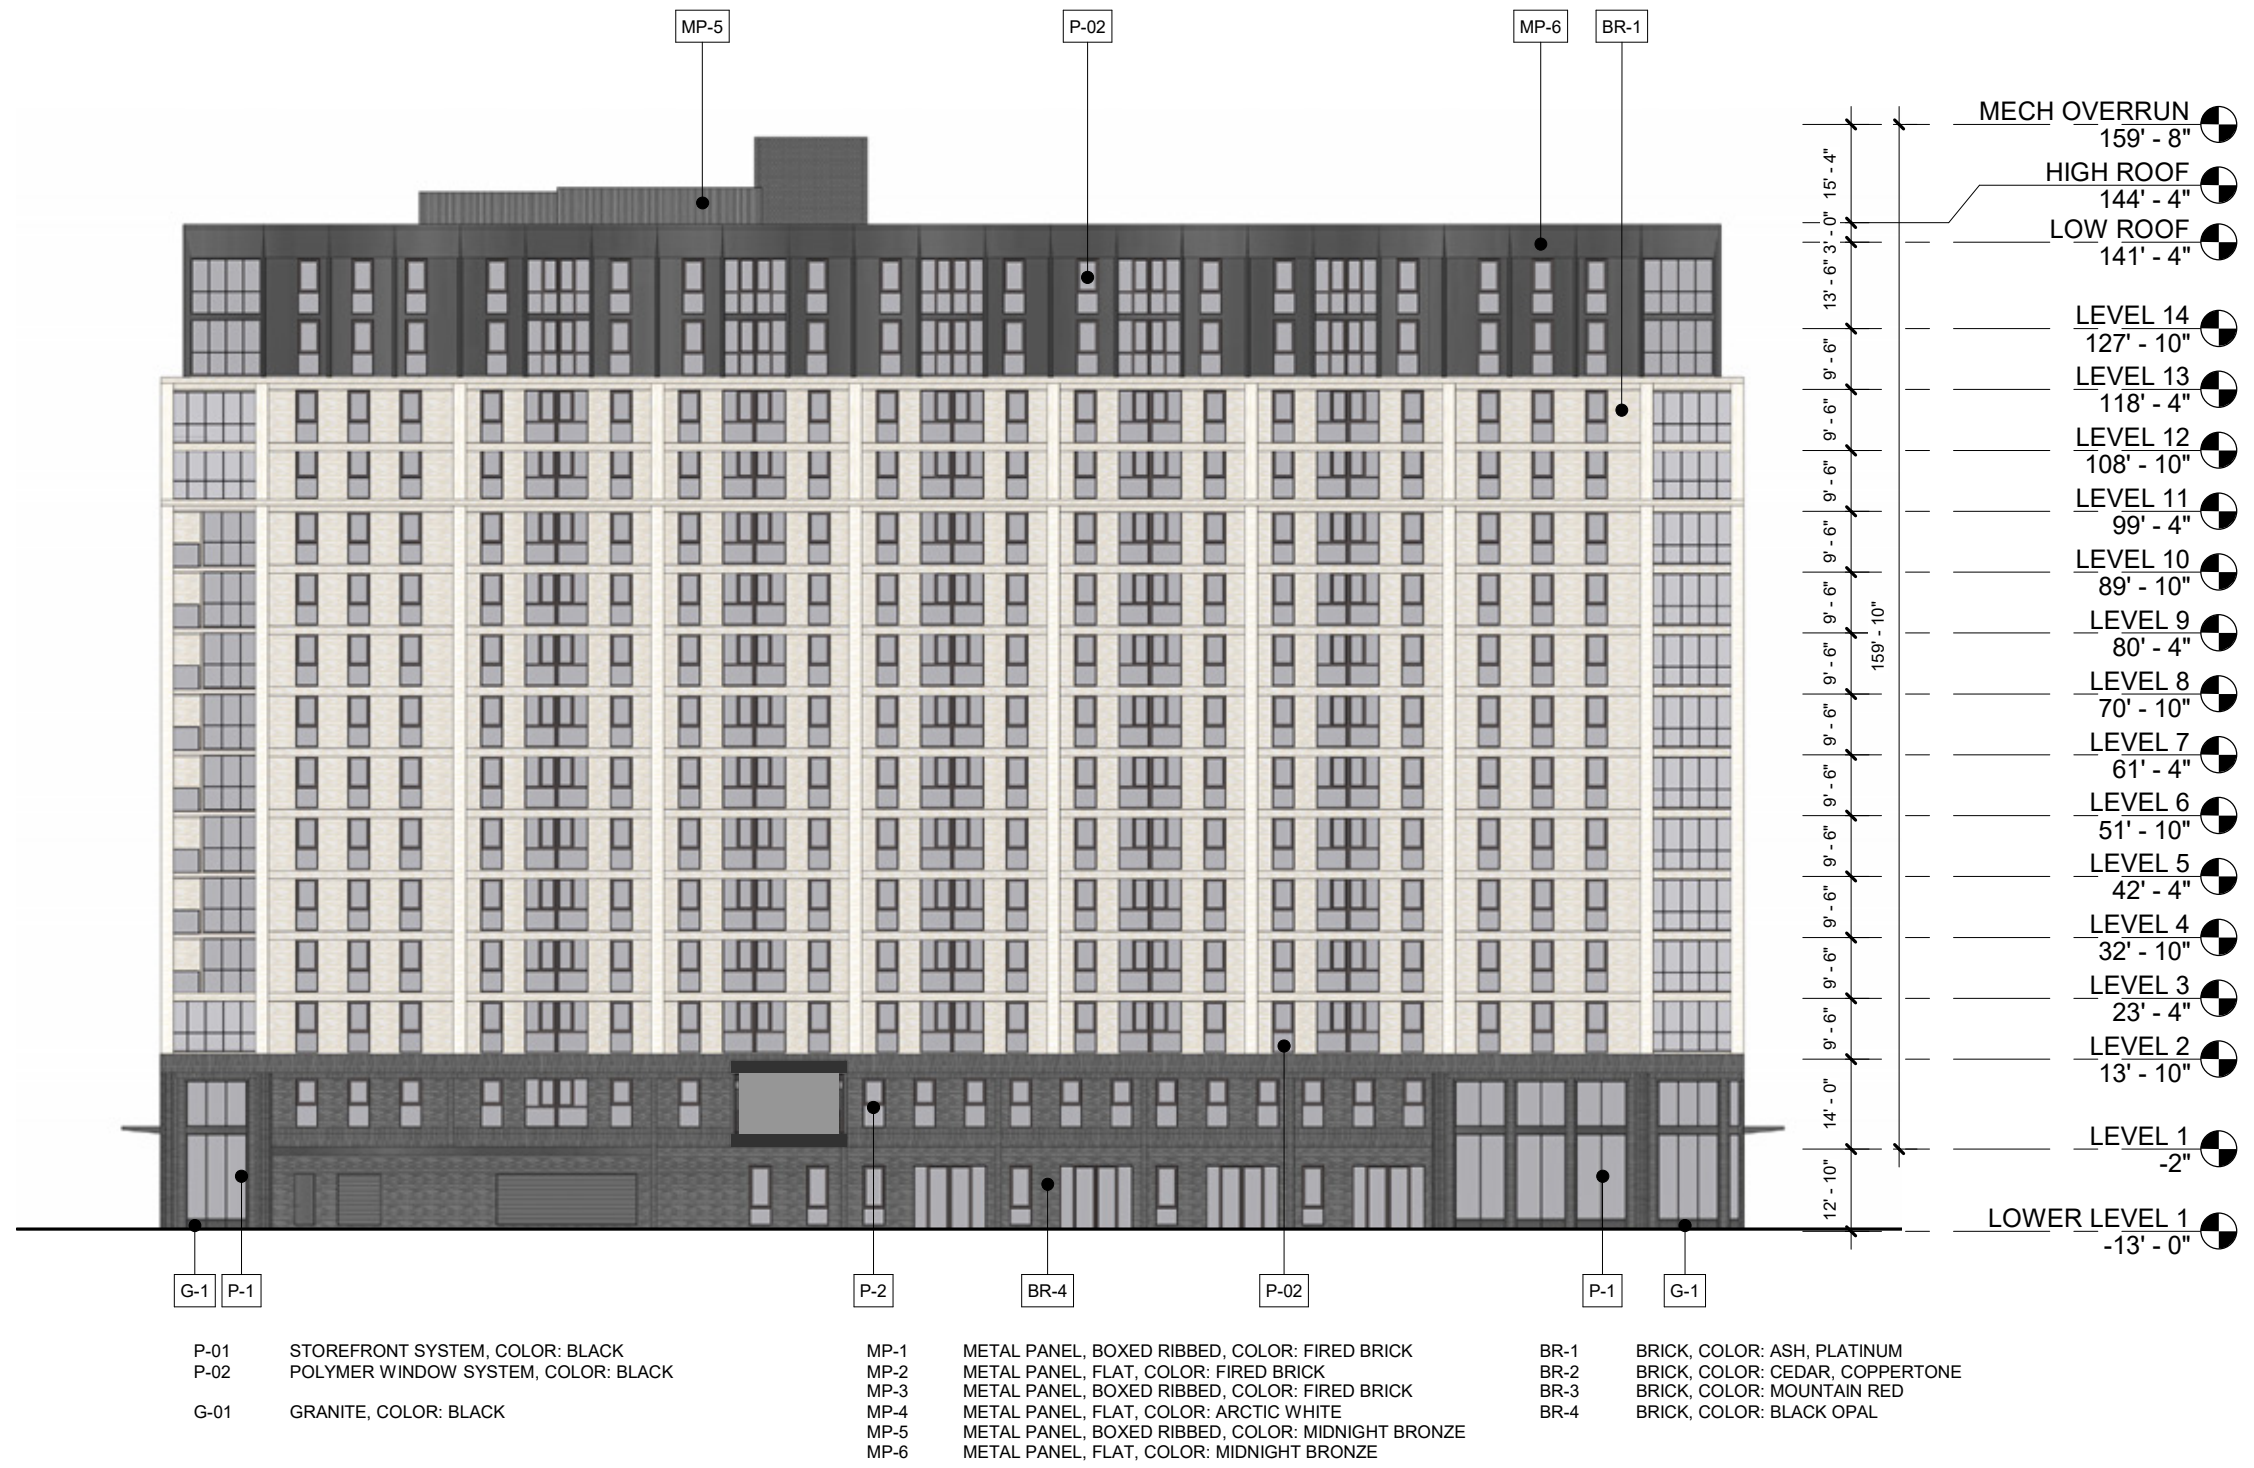 MP-5
P-02
MP-6
BR-1
MECH OVERRUN
159' - 8"
HIGH ROOF
144' - 4"
LOW ROOF
141' - 4"
LEVEL 14
127' - 10"
LEVEL 13
118' - 4"
LEVEL 12
108' - 10"
LEVEL 11
99' - 4"
LEVEL 10
89' - 10"
LEVEL 9
80' - 4"
LEVEL 8
70' - 10"
LEVEL 7
61' - 4"
LEVEL 6
51' - 10"
LEVEL 5
42' - 4"
LEVEL 4
32' - 10"
LEVEL 3
23' - 4"
LEVEL 2
13' - 10"
LEVEL 1
-2"
LOWER LEVEL 1
-13' - 0"
15' - 4"
3' - 0"
13' - 6"
9' - 6"
9' - 6"
9' - 6"
9' - 6"
9' - 6"
9' - 6"
9' - 6"
9' - 6"
9' - 6"
9' - 6"
9' - 6"
9' - 6"
14' - 0"
12' - 10"
159' - 10"
G-1
P-1
P-2
BR-4
P-02
P-1
G-1
P-01 STOREFRONT SYSTEM, COLOR: BLACK
P-02 POLYMER WINDOW SYSTEM, COLOR: BLACK
G-01 GRANITE, COLOR: BLACK
MP-1 METAL PANEL, BOXED RIBBED, COLOR: FIRED BRICK
MP-2 METAL PANEL, FLAT, COLOR: FIRED BRICK
MP-3 METAL PANEL, BOXED RIBBED, COLOR: FIRED BRICK
MP-4 METAL PANEL, FLAT, COLOR: ARCTIC WHITE
MP-5 METAL PANEL, BOXED RIBBED, COLOR: MIDNIGHT BRONZE
MP-6 METAL PANEL, FLAT, COLOR: MIDNIGHT BRONZE
BR-1 BRICK, COLOR: ASH, PLATINUM
BR-2 BRICK, COLOR: CEDAR, COPPERTONE
BR-3 BRICK, COLOR: MOUNTAIN RED
BR-4 BRICK, COLOR: BLACK OPAL